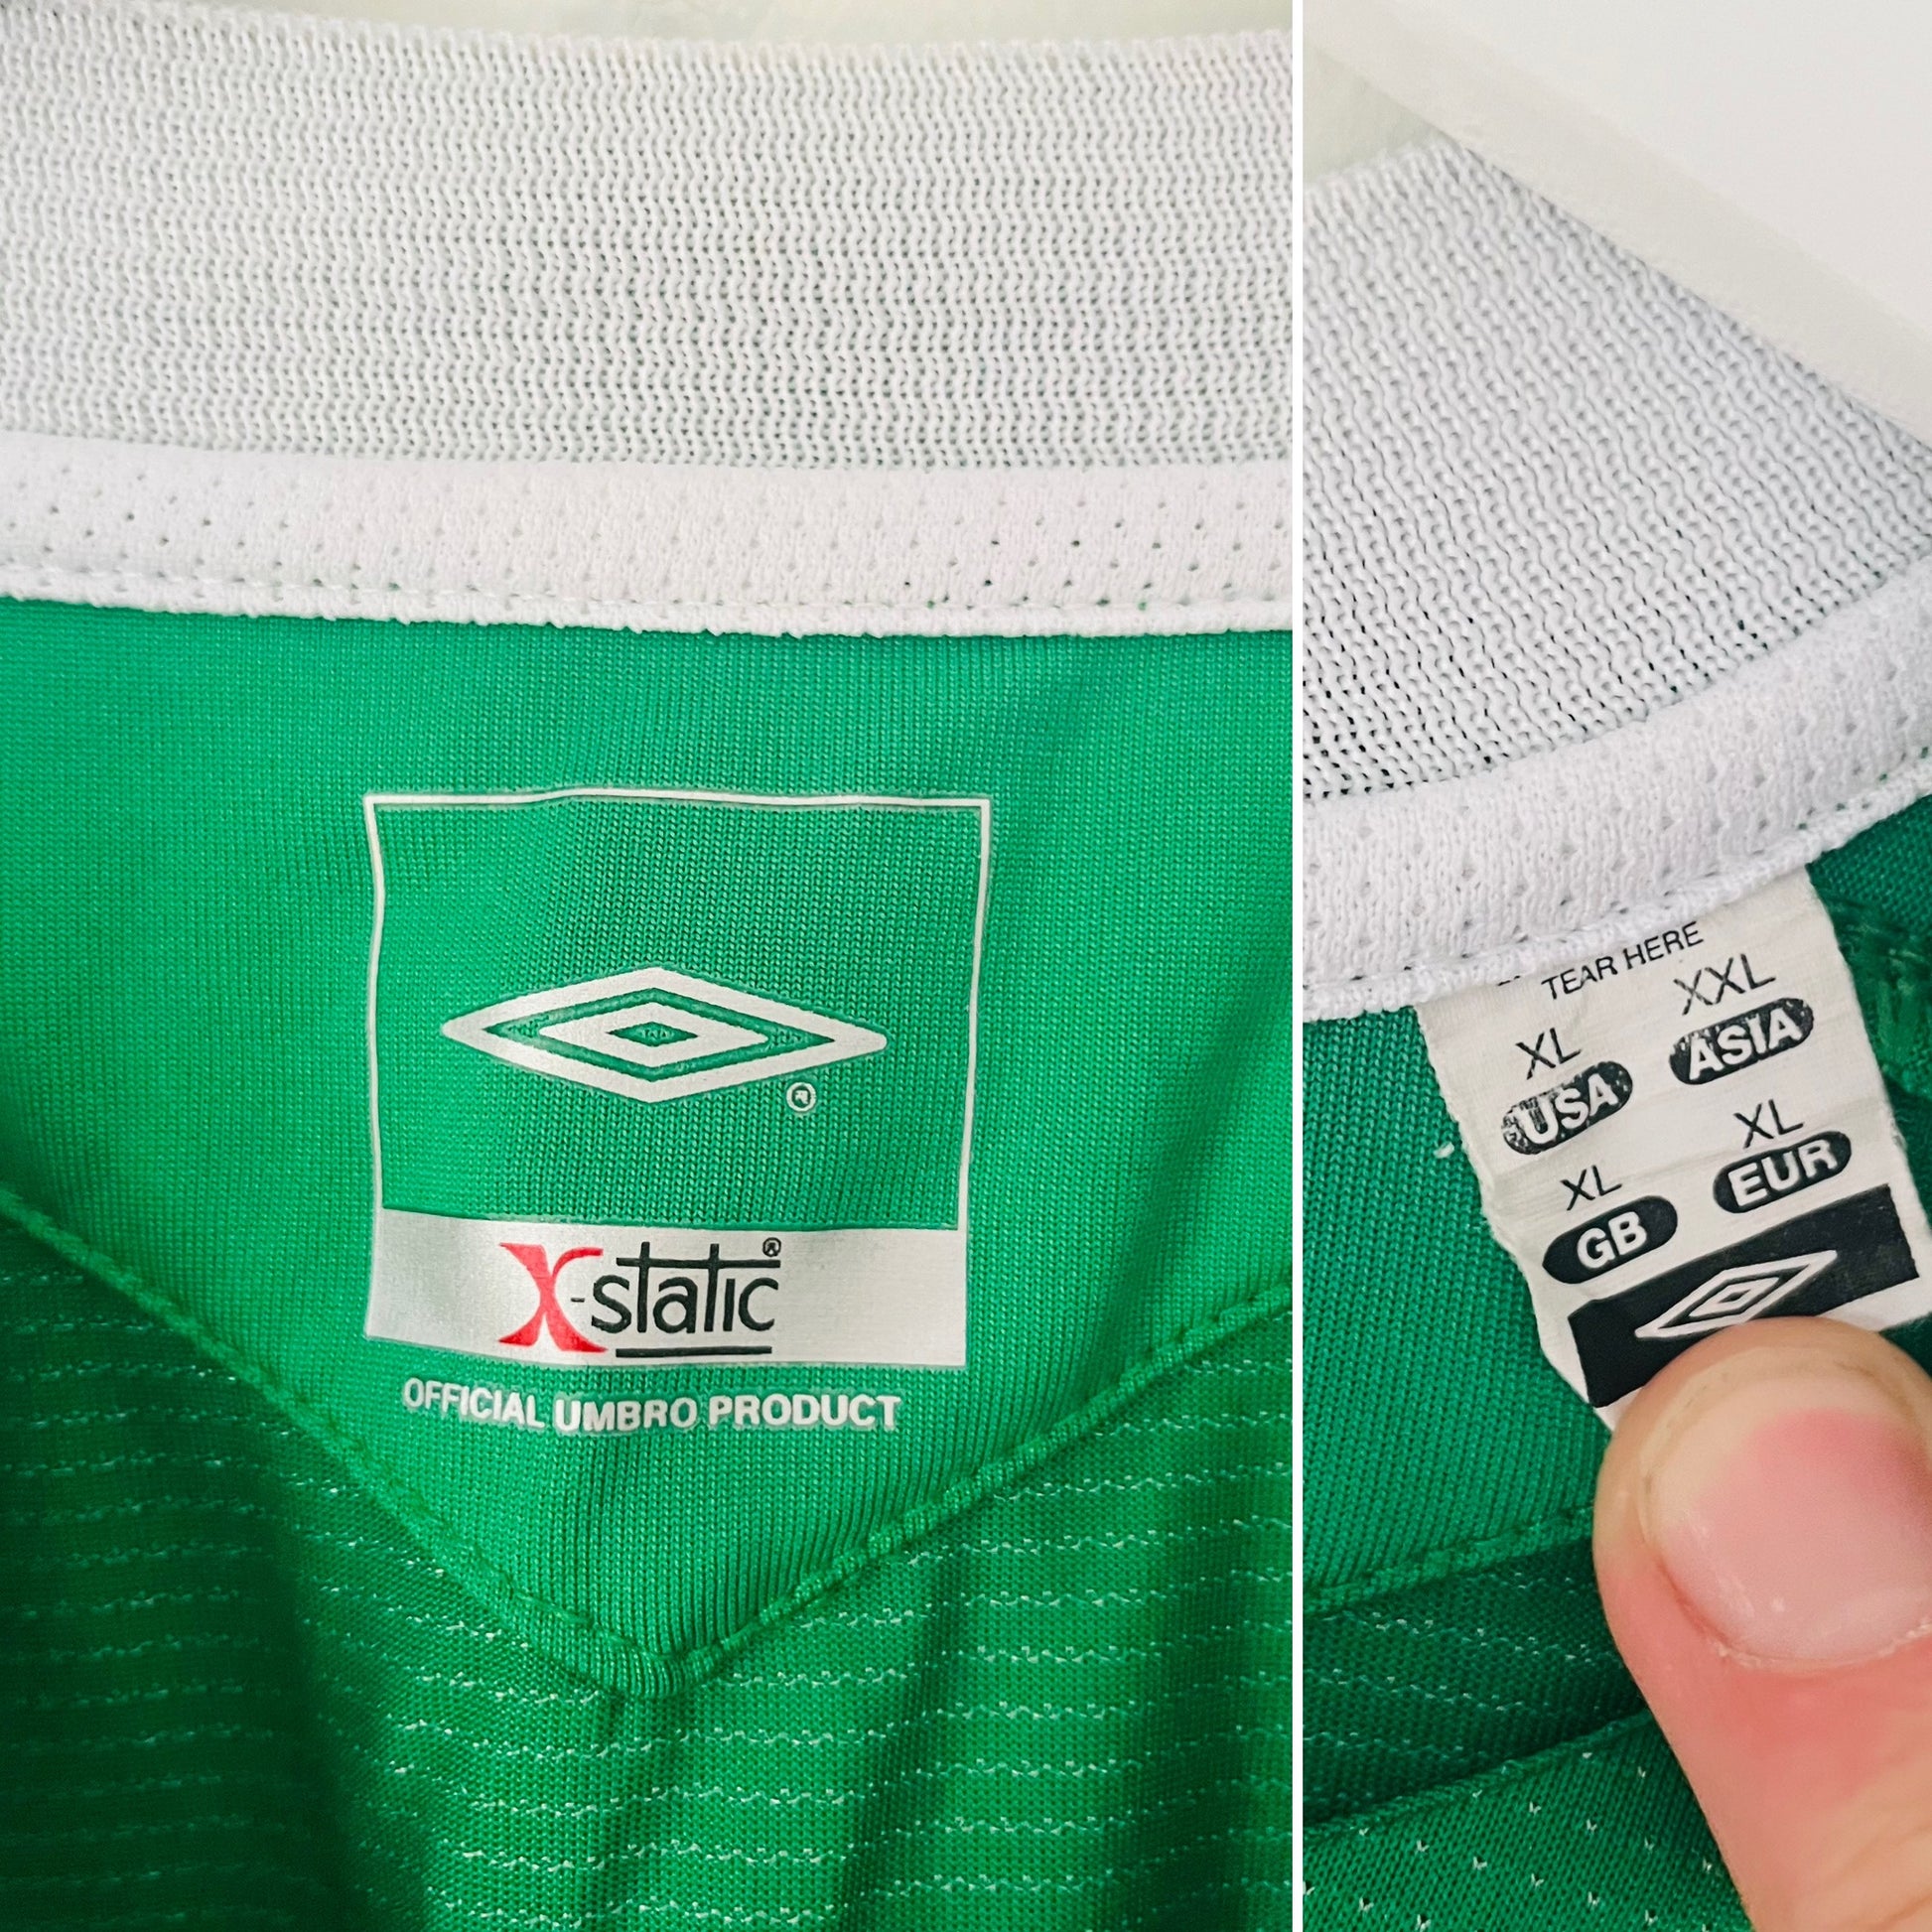 ®
X-static®
OFFICIAL UMBRO PRODUCT
TEAR HERE
XL XXL
USA ASIA
XL XL
GB EUR